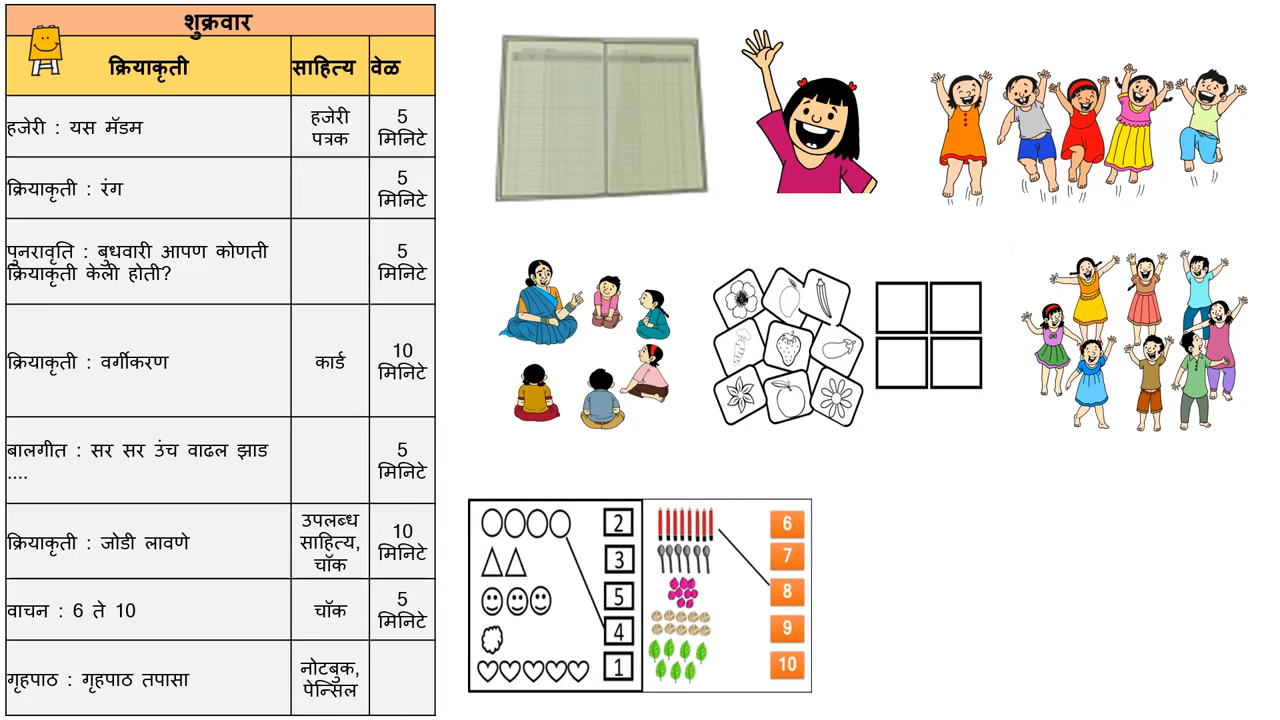 शुक्रवार
क्रियाकृती साहित्य वेळ
हजेरी : यस मॅडम हजेरी पत्रक 5 मिनिटे
क्रियाकृती : रंग 5 मिनिटे
पुनरावृति : बुधवारी आपण कोणती
क्रियाकृती केली होती? 5 मिनिटे
क्रियाकृती : वर्गीकरण कार्ड 10 मिनिटे
बालगीत : सर सर उंच वाढल झाड
.... 5 मिनिटे
क्रियाकृती : जोडी लावणे उपलब्ध साहित्य, चॉक 10 मिनिटे
वाचन : 6 ते 10 चॉक 5 मिनिटे
गृहपाठ : गृहपाठ तपासा नोटबुक, पेन्सिल
2
3
5
4
1
6
7
8
9
10